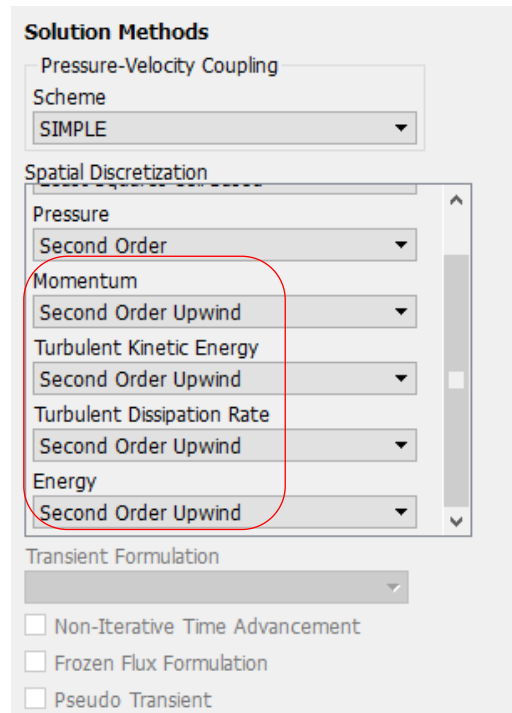 Solution Methods
Pressure-Velocity Coupling
Scheme
SIMPLE
Spatial Discretization
Pressure
Second Order
Momentum
Second Order Upwind
Turbulent Kinetic Energy
Second Order Upwind
Turbulent Dissipation Rate
Second Order Upwind
Energy
Second Order Upwind
Transient Formulation
Non-Iterative Time Advancement
Frozen Flux Formulation
Pseudo Transient